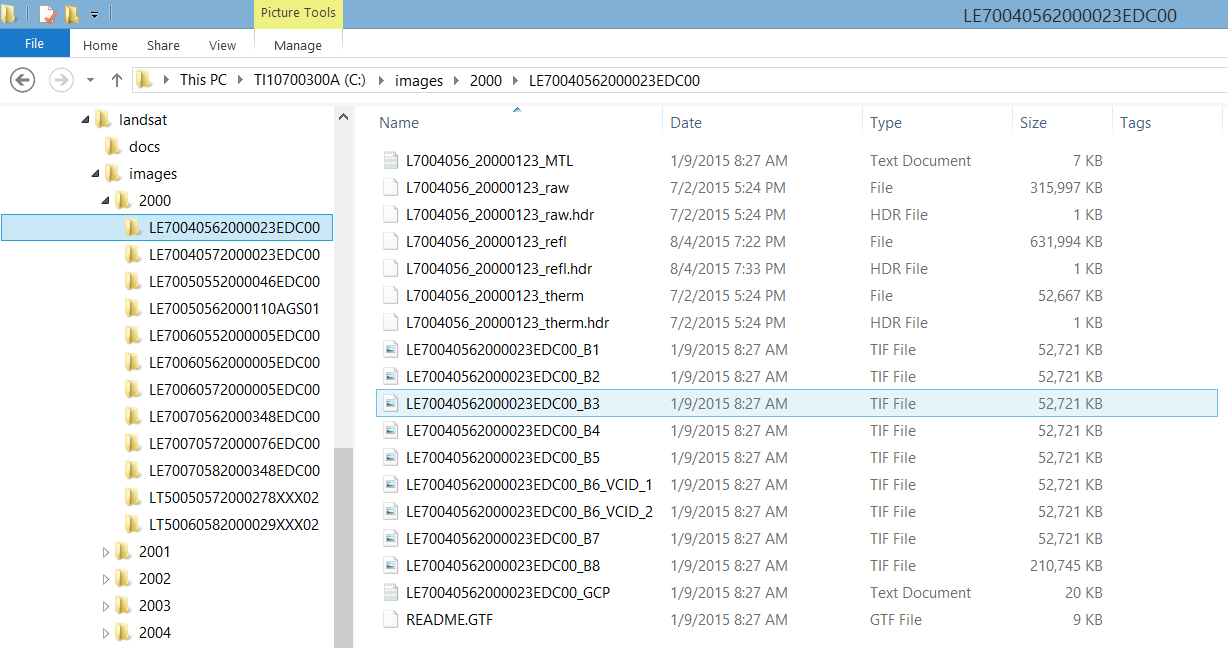 Picture Tools
LE70040562000023EDC00
File Home Share View Manage
This PC TI10700300A (C:) images 2000 LE70040562000023EDC00
landsat
docs
images
2000
LE70040562000023EDC00
LE70040572000023EDC00
LE70050552000046EDC00
LE70050562000110AGS01
LE70060552000005EDC00
LE70060562000005EDC00
LE70060572000005EDC00
LE70070562000348EDC00
LE70070572000076EDC00
LE70070582000348EDC00
LT50050572000278XXX02
LT50060582000029XXX02
2001
2002
2003
2004
Name Date Type Size Tags
L7004056_20000123_MTL 1/9/2015 8:27 AM Text Document 7 KB
L7004056_20000123_raw 7/2/2015 5:24 PM File 315,997 KB
L7004056_20000123_raw.hdr 7/2/2015 5:24 PM HDR File 1 KB
L7004056_20000123_refl 8/4/2015 7:22 PM File 631,994 KB
L7004056_20000123_refl.hdr 8/4/2015 7:33 PM HDR File 1 KB
L7004056_20000123_therm 7/2/2015 5:24 PM File 52,667 KB
L7004056_20000123_therm.hdr 7/2/2015 5:24 PM HDR File 1 KB
LE70040562000023EDC00_B1 1/9/2015 8:27 AM TIF File 52,721 KB
LE70040562000023EDC00_B2 1/9/2015 8:27 AM TIF File 52,721 KB
LE70040562000023EDC00_B3 1/9/2015 8:27 AM TIF File 52,721 KB
LE70040562000023EDC00_B4 1/9/2015 8:27 AM TIF File 52,721 KB
LE70040562000023EDC00_B5 1/9/2015 8:27 AM TIF File 52,721 KB
LE70040562000023EDC00_B6_VCID_1 1/9/2015 8:27 AM TIF File 52,721 KB
LE70040562000023EDC00_B6_VCID_2 1/9/2015 8:27 AM TIF File 52,721 KB
LE70040562000023EDC00_B7 1/9/2015 8:27 AM TIF File 52,721 KB
LE70040562000023EDC00_B8 1/9/2015 8:27 AM TIF File 210,745 KB
LE70040562000023EDC00_GCP 1/9/2015 8:27 AM Text Document 20 KB
README.GTF 1/9/2015 8:27 AM GTF File 9 KB